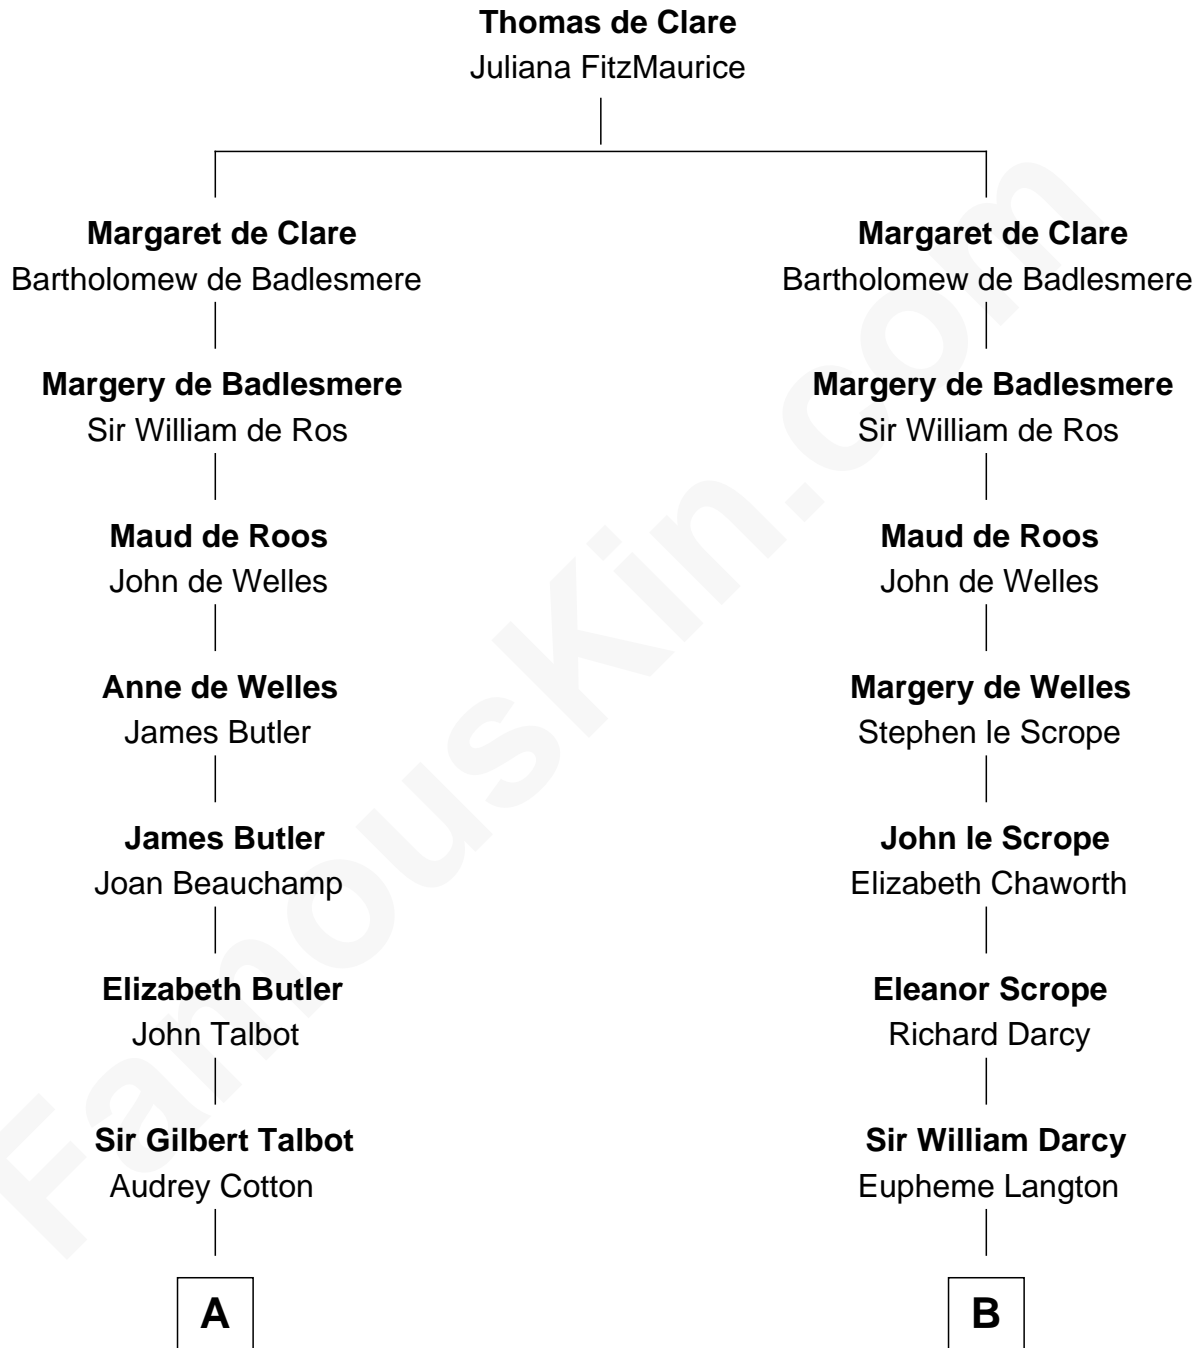 Thomas de Clare
Juliana FitzMaurice
Margaret de Clare
Bartholomew de Badlesmere
Margery de Badlesmere
Sir William de Ros
Maud de Roos
John de Welles
Anne de Welles
James Butler
James Butler
Joan Beauchamp
Elizabeth Butler
John Talbot
Sir Gilbert Talbot
Audrey Cotton
A
Margaret de Clare
Bartholomew de Badlesmere
Margery de Badlesmere
Sir William de Ros
Maud de Roos
John de Welles
Margery de Welles
Stephen le Scrope
John le Scrope
Elizabeth Chaworth
Eleanor Scrope
Richard Darcy
Sir William Darcy
Eupheme Langton
B
FamousKin.com